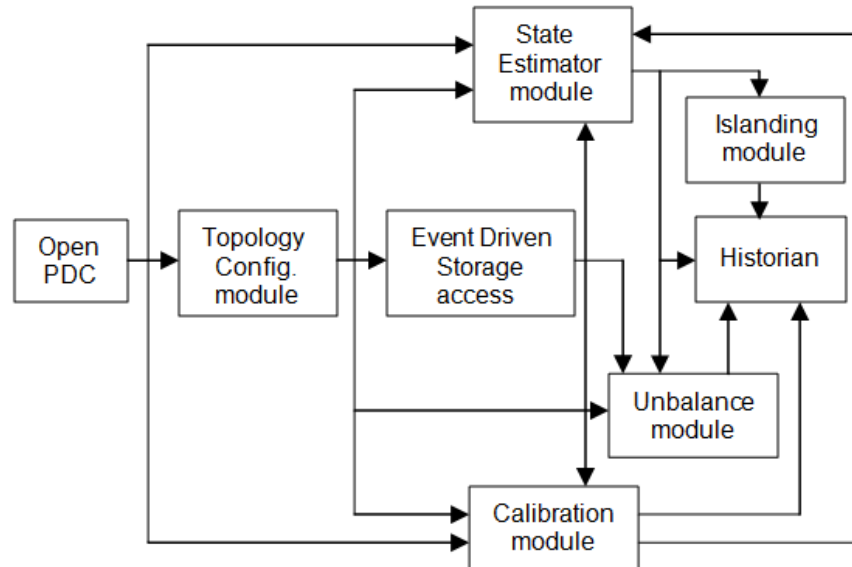 State
Estimator
module
Islanding
module
Open
PDC
Topology
Config.
module
Event Driven
Storage
access
Historian
Unbalance
module
Calibration
module